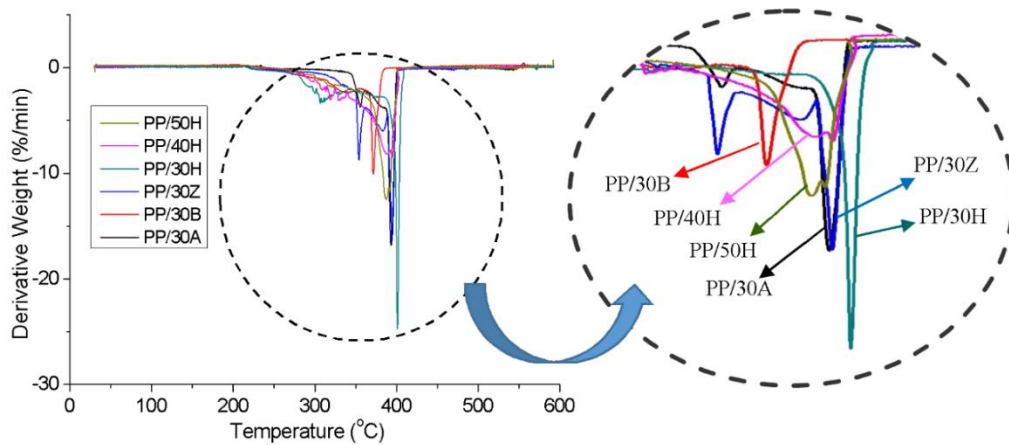 Derivative Weight (%/min)
0
-10
-20
-30
PP/50H
PP/40H
PP/30H
PP/30Z
PP/30B
PP/30A
0
100
200
300
400
500
600
Temperature (°C)
PP/30B
PP/40H
PP/50H
PP/30A
PP/30Z
PP/30H